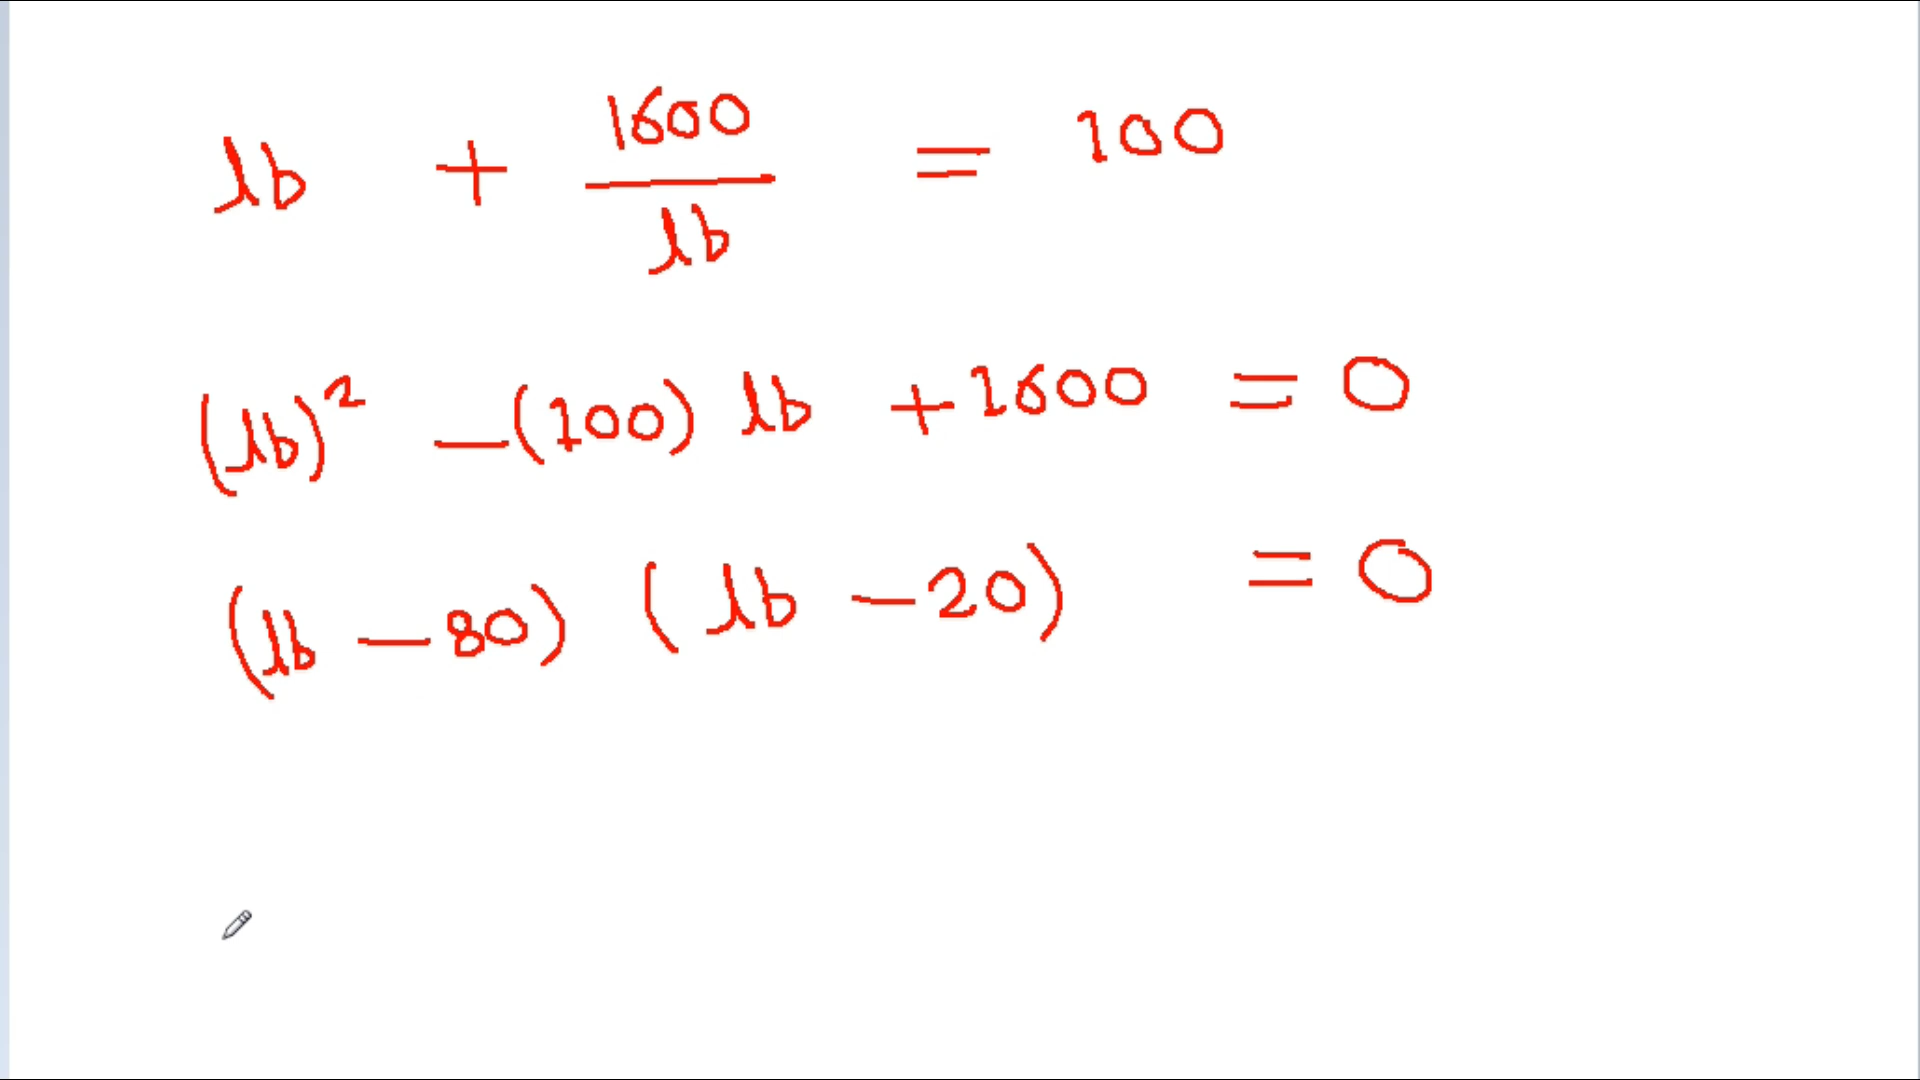 lb + 1600/lb = 100
(lb)² - (100) lb + 1600 = 0
(lb - 80) (lb - 20) = 0